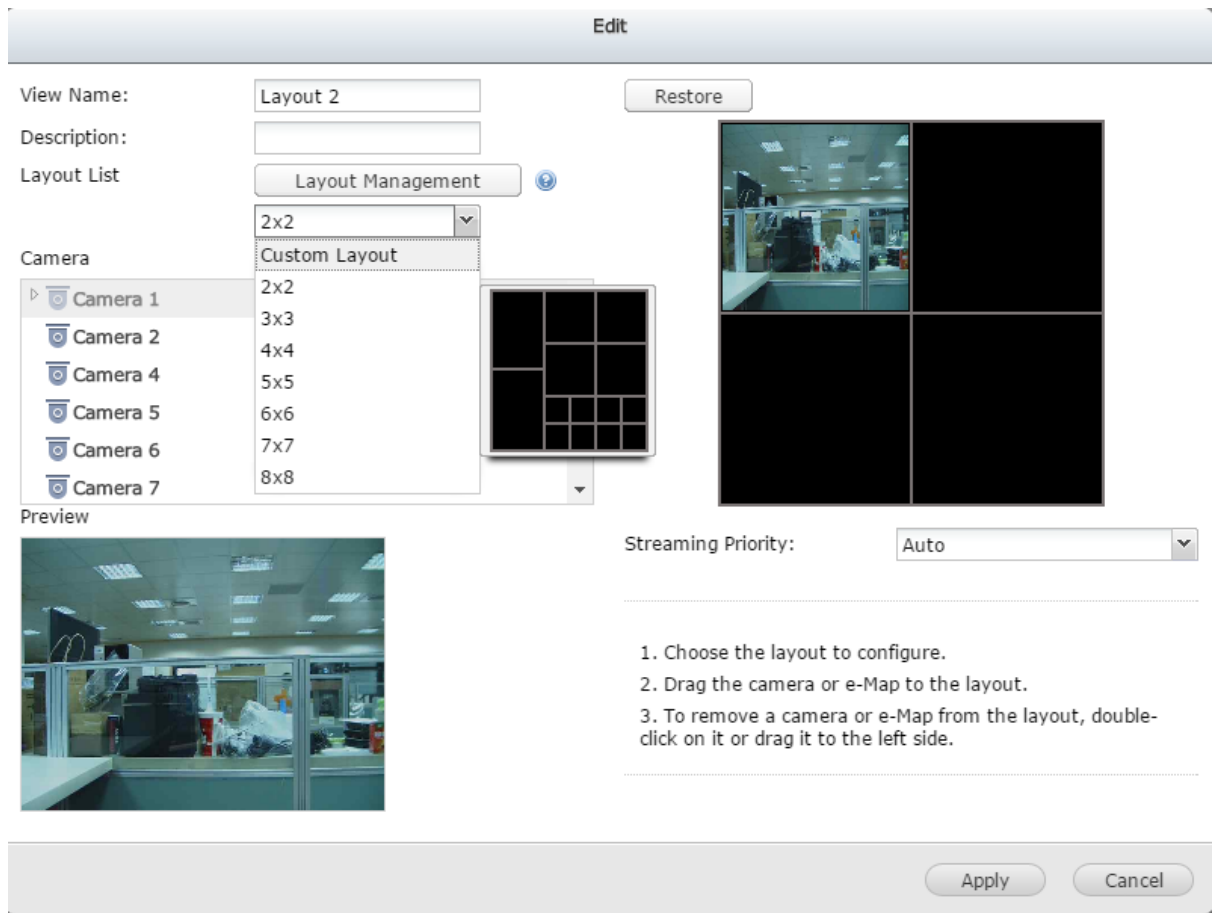 Edit
View Name:
Layout 2
Restore
Description:
Layout List
Layout Management
?
2x2
Custom Layout
2x2
3x3
4x4
5x5
6x6
7x7
8x8
Camera
Camera 1
Camera 2
Camera 4
Camera 5
Camera 6
Camera 7
Preview
Streaming Priority:
Auto
1. Choose the layout to configure.
2. Drag the camera or e-Map to the layout.
3. To remove a camera or e-Map from the layout, double-
click on it or drag it to the left side.
Apply
Cancel